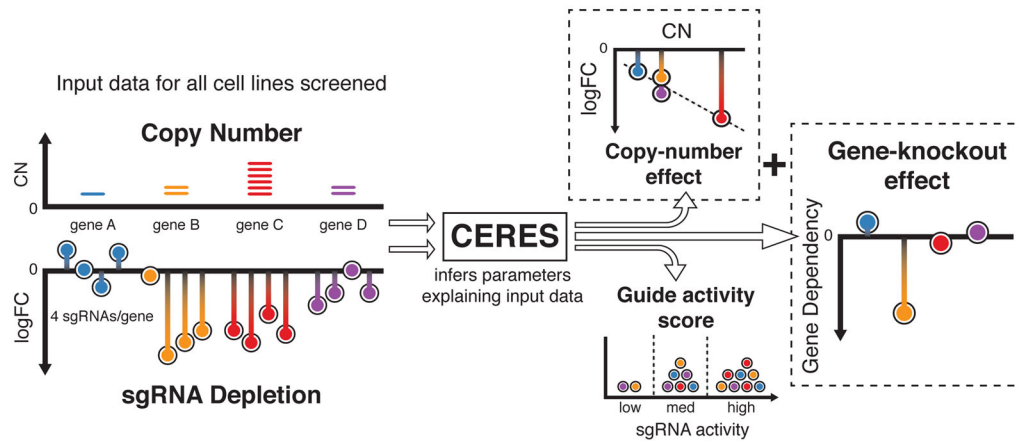 Input data for all cell lines screened
Copy Number
CN
0
gene A
gene B
gene C
gene D
0
logFC
4 sgRNAs/gene
sgRNA Depletion
CERES
infers parameters
explaining input data
CN
0
logFC
Copy-number
effect
+
Guide activity
score
low
med
high
sgRNA activity
Gene-knockout
effect
0
Gene Dependency